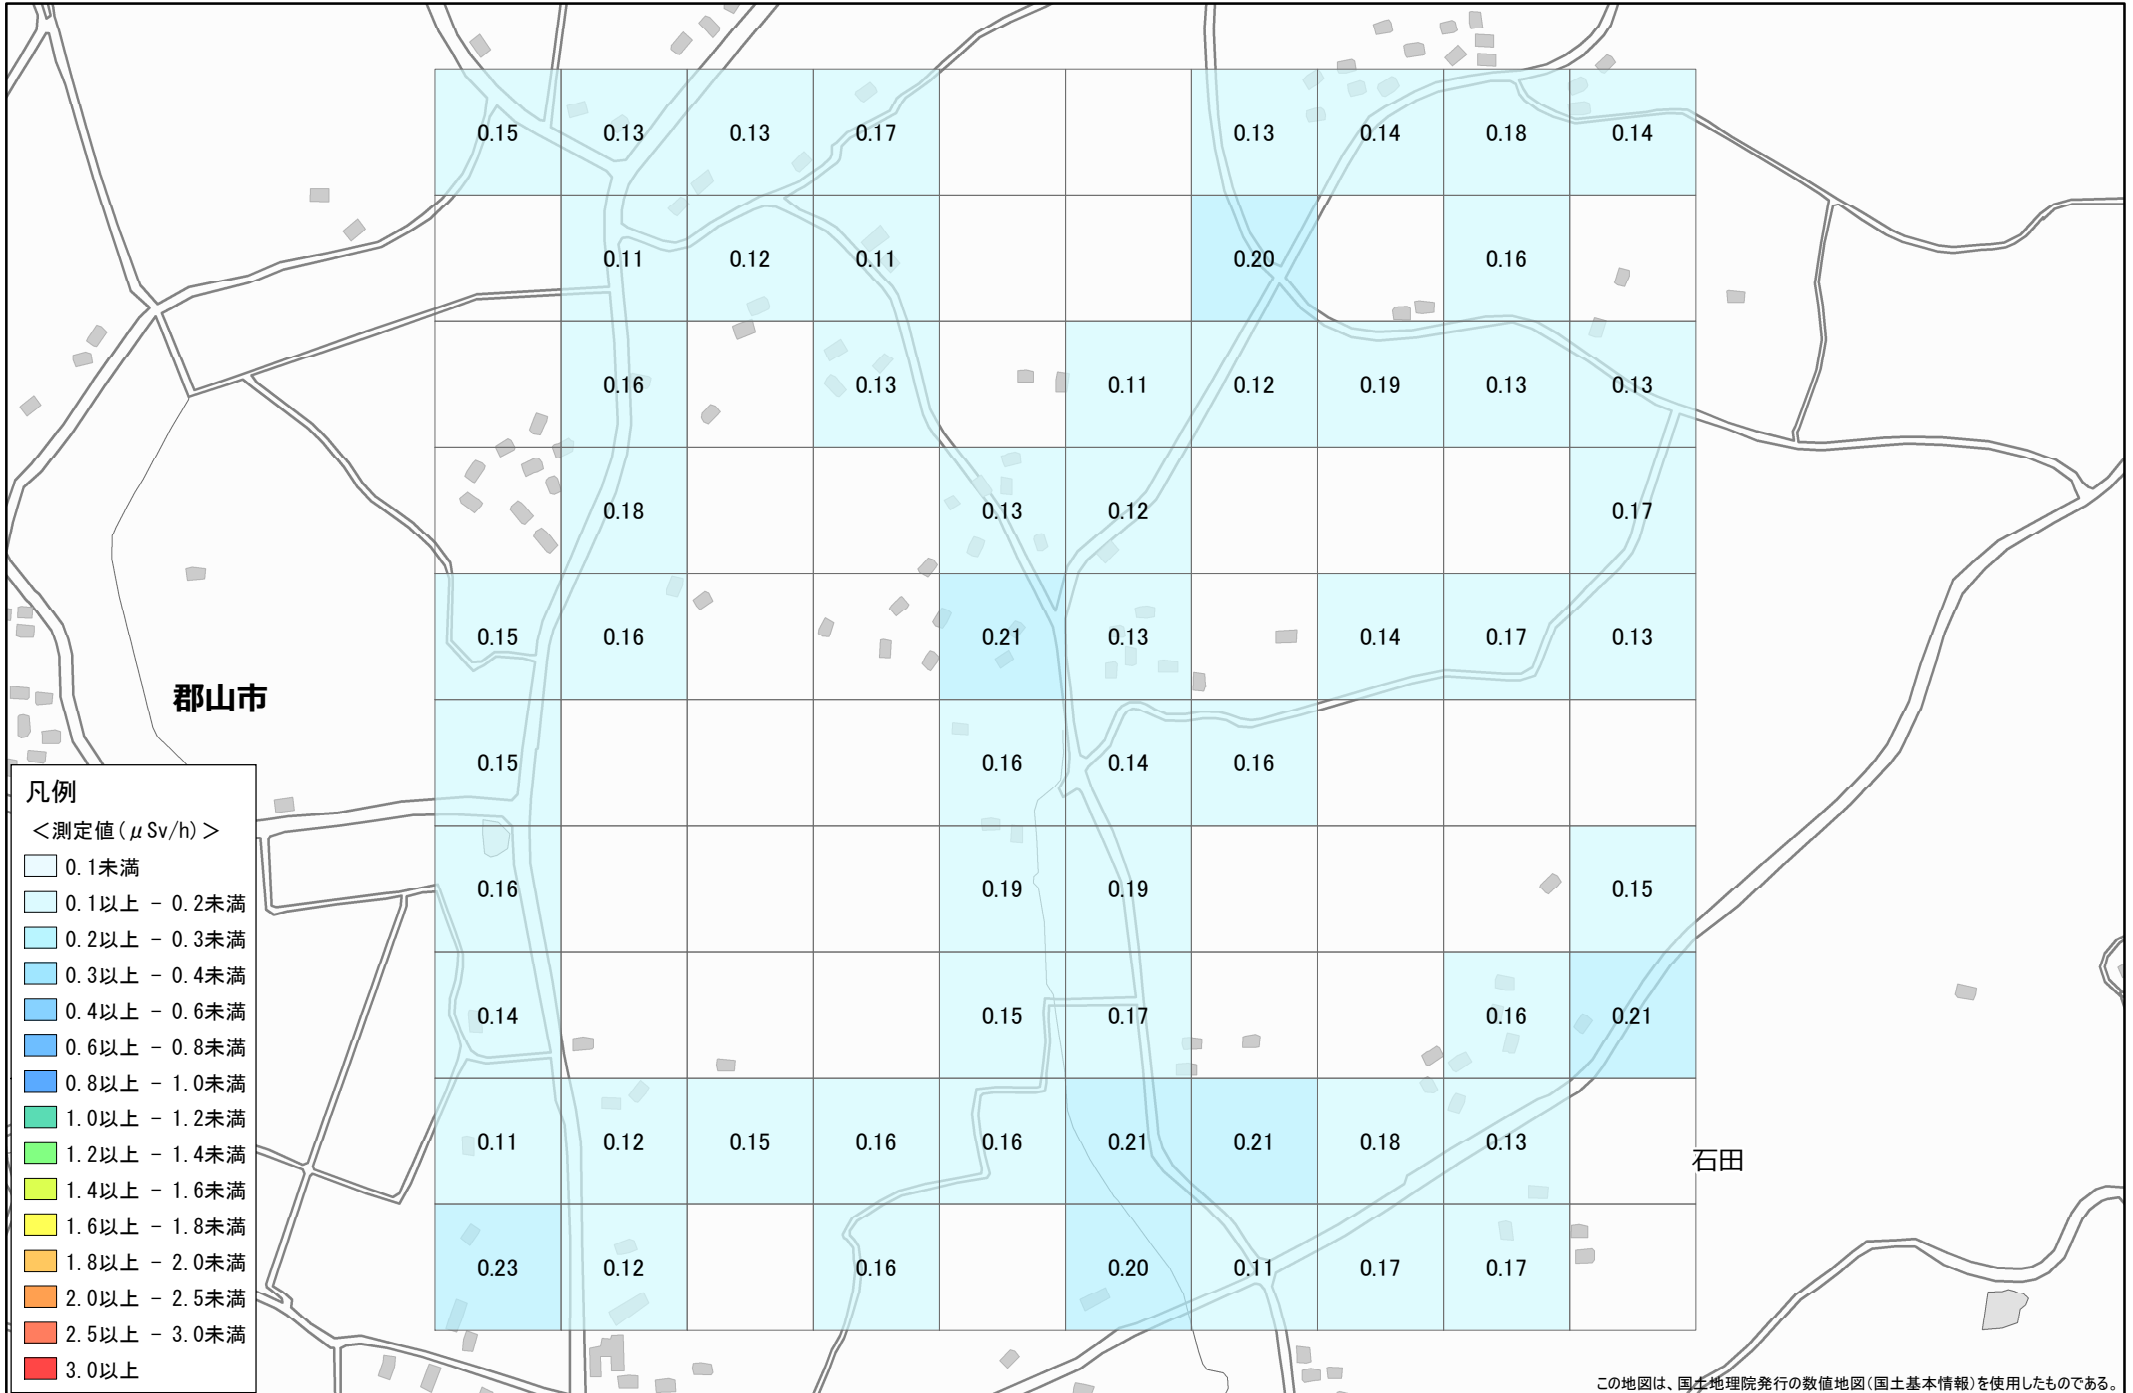 0.15 0.13 0.13 0.17 0.13 0.14 0.18 0.14
0.11 0.12 0.11 0.20 0.16
0.16 0.13 0.11 0.12 0.19 0.13 0.13
0.18 0.13 0.12 0.17
0.15 0.16 0.21 0.13 0.14 0.17 0.13
郡山市
0.15 0.16 0.14 0.16
0.16 0.19 0.19 0.15
0.14 0.15 0.17 0.16 0.21
0.11 0.12 0.15 0.16 0.16 0.21 0.21 0.18 0.13
石田
0.23 0.12 0.16 0.20 0.11 0.17 0.17
凡例
＜測定値(μSv/h)＞
0.1未満
0.1以上 － 0.2未満
0.2以上 － 0.3未満
0.3以上 － 0.4未満
0.4以上 － 0.6未満
0.6以上 － 0.8未満
0.8以上 － 1.0未満
1.0以上 － 1.2未満
1.2以上 － 1.4未満
1.4以上 － 1.6未満
1.6以上 － 1.8未満
1.8以上 － 2.0未満
2.0以上 － 2.5未満
2.5以上 － 3.0未満
3.0以上
この地図は、国土地理院発行の数値地図(国土基本情報)を使用したものである。